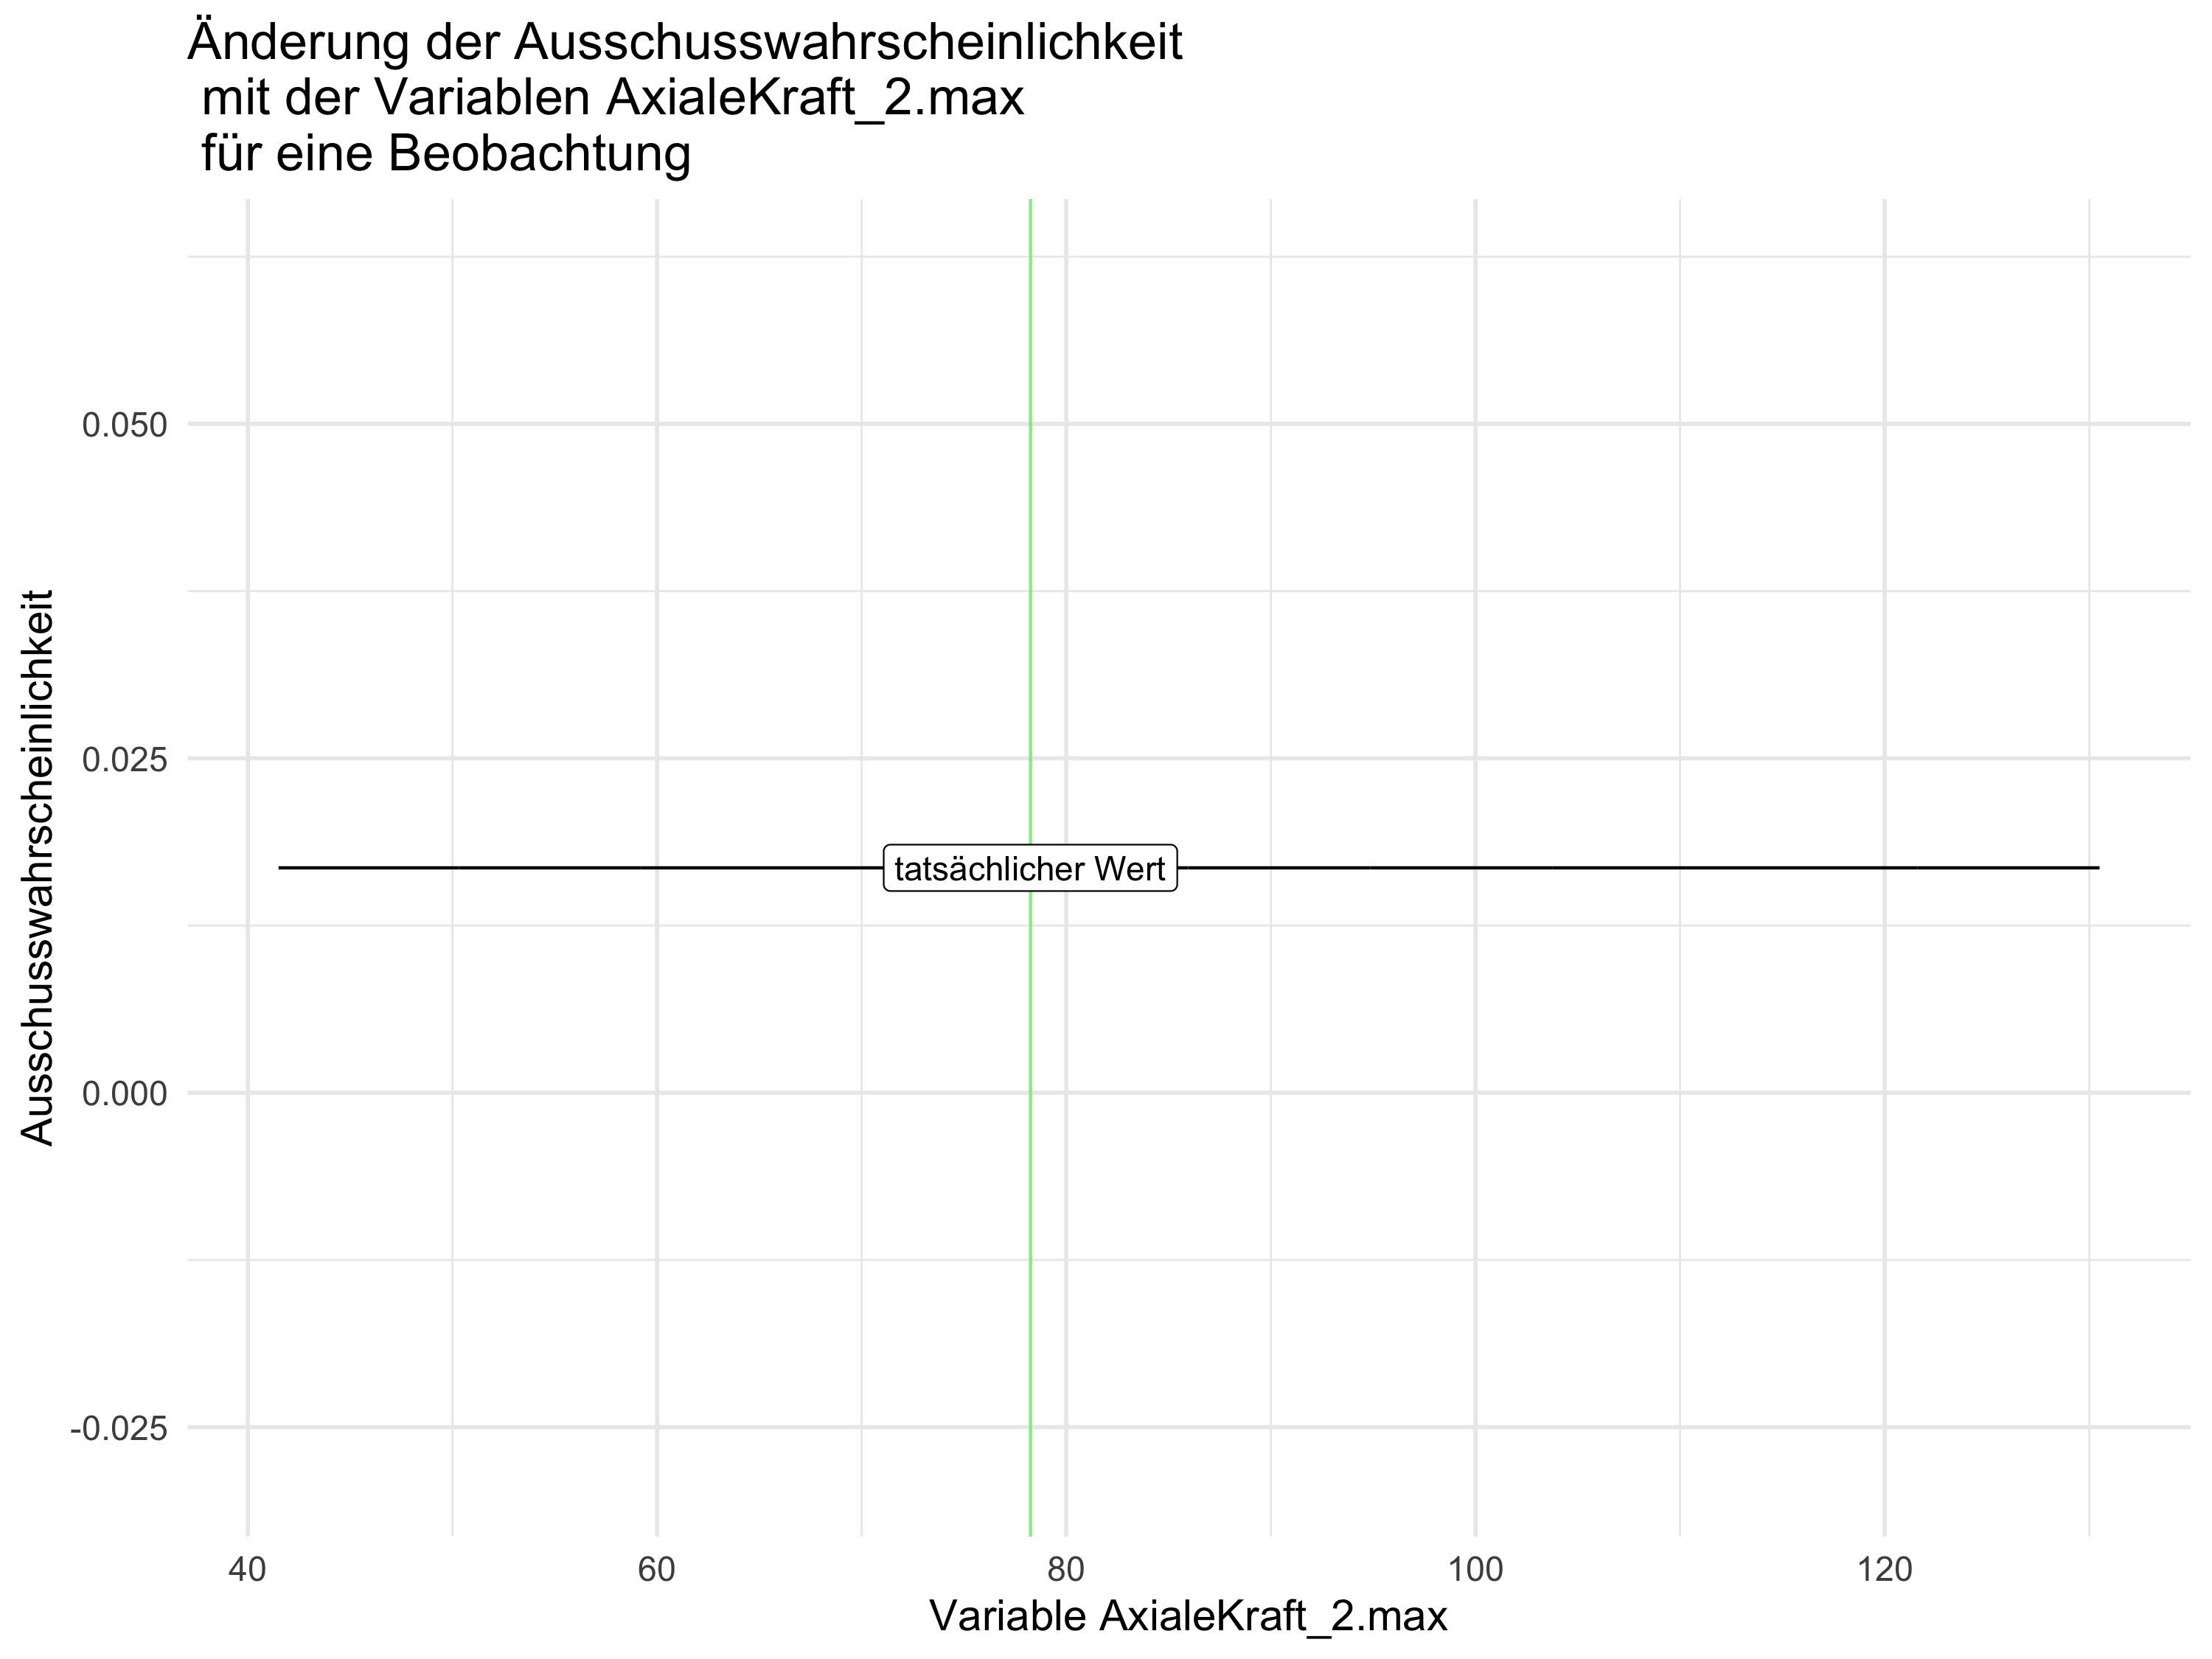 Änderung der Ausschusswahrscheinlichkeit
mit der Variablen AxialeKraft_2.max
für eine Beobachtung
Ausschusswahrscheinlichkeit
0.050
0.025
0.000
-0.025
tatsächlicher Wert
40 60 80 100 120
Variable AxialeKraft_2.max